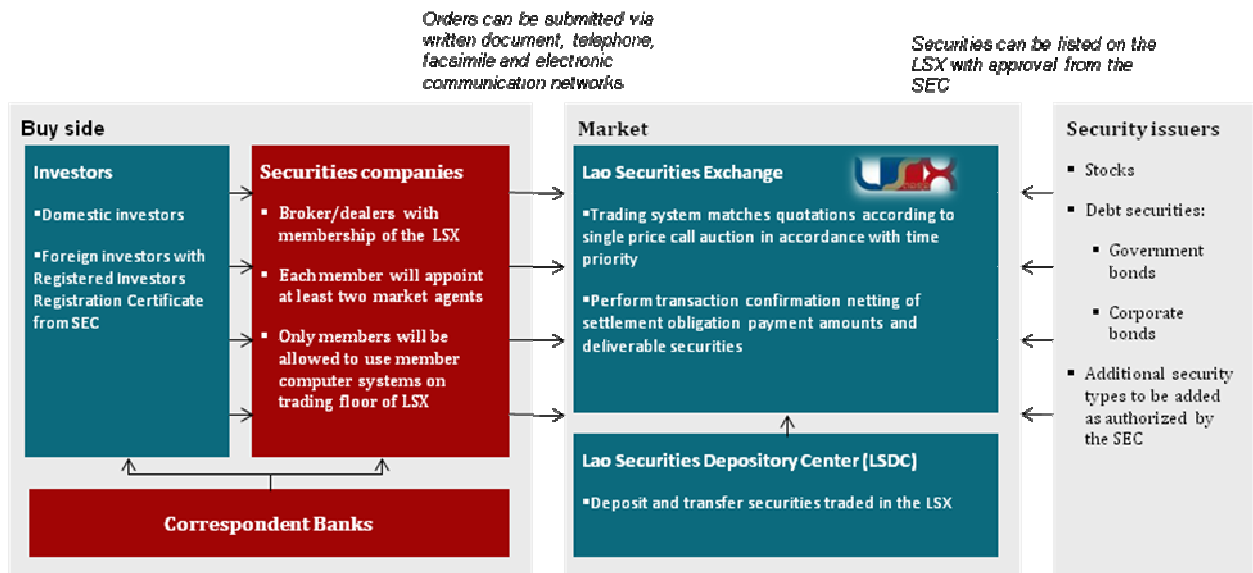 Orders can be submitted via
written document, telephone,
facsimile and electronic
communication networks
Securities can be listed on the
LSX with approval from the
SEC
Buy side
Investors
▪Domestic investors
▪Foreign investors with
Registered Investors
Registration Certificate
from SEC
Securities companies
▪ Broker/dealers with
membership of the LSX
▪ Each member will appoint
at least two market agents
▪ Only members will be
allowed to use member
computer systems on
trading floor of LSX
Correspondent Banks
Market
Lao Securities Exchange
LSX
▪Trading system matches quotations according to
single price call auction in accordance with time
priority
▪Perform transaction confirmation netting of
settlement obligation payment amounts and
deliverable securities
Lao Securities Depository Center (LSDC)
▪Deposit and transfer securities traded in the LSX
Security issuers
▪ Stocks
▪ Debt securities:
▪ Government
bonds
▪ Corporate
bonds
▪ Additional security
types to be added
as authorized by
the SEC